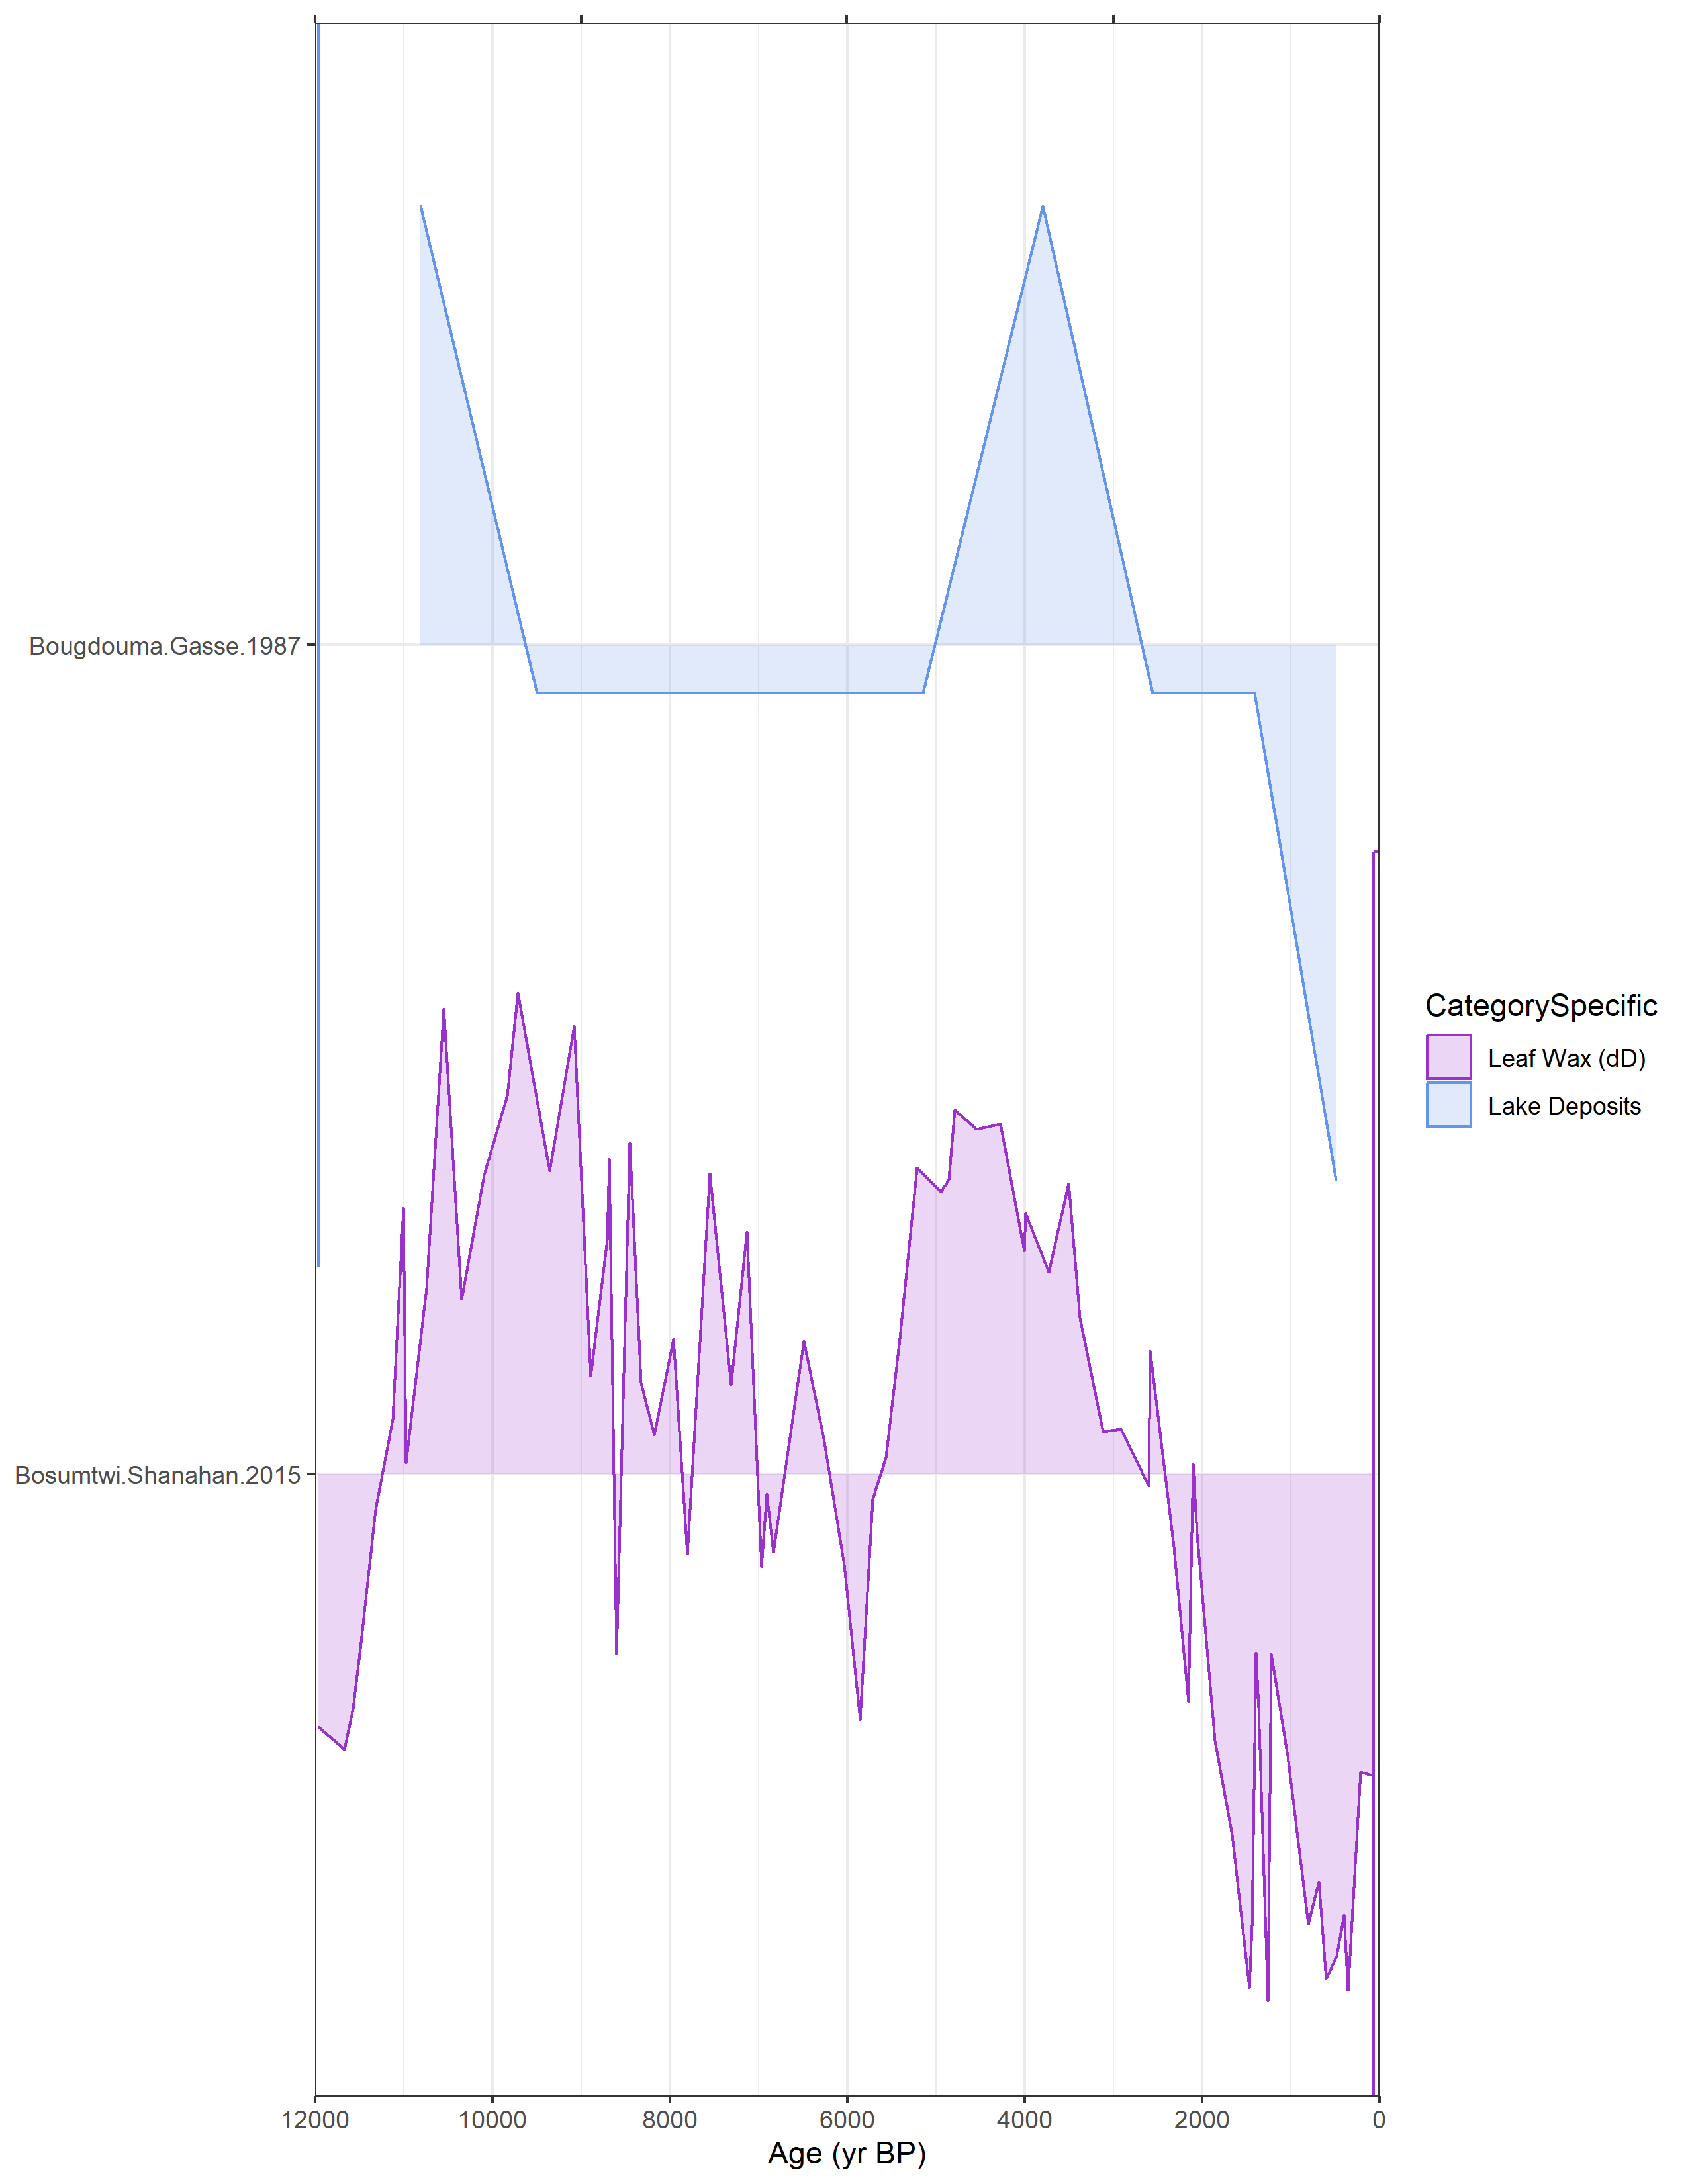 Bougdouma.Gasse.1987
Bosumtwi.Shanahan.2015
CategorySpecific
Leaf Wax (dD)
Lake Deposits
12000 10000 8000 6000 4000 2000 0
Age (yr BP)